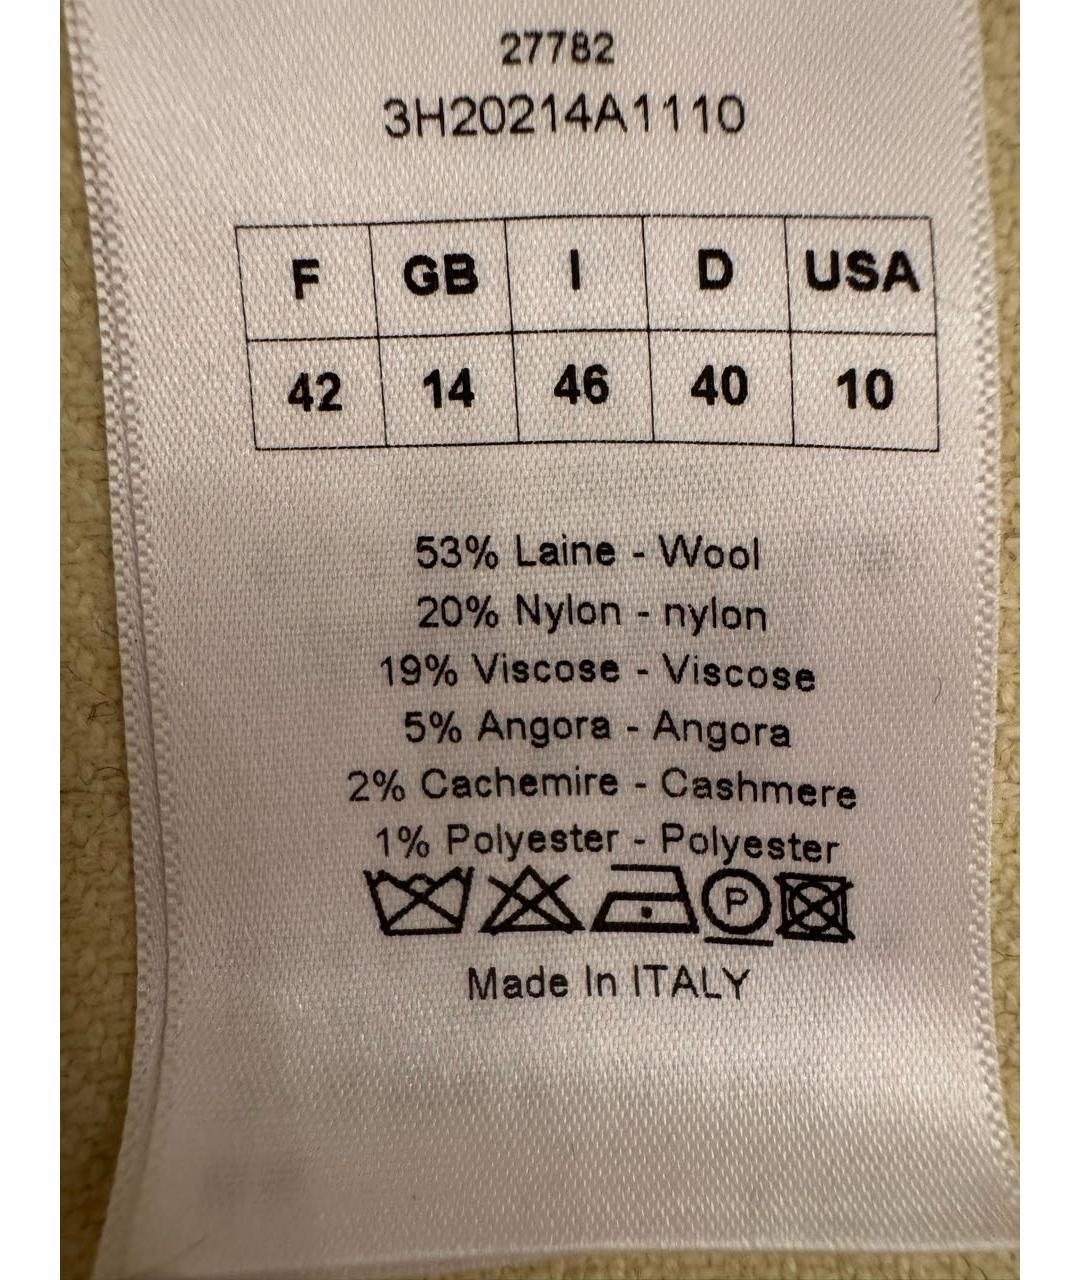 27782
3H20214A1110
F GB I D USA
42 14 46 40 10
53% Laine - Wool
20% Nylon - nylon
19% Viscose - Viscose
5% Angora - Angora
2% Cachemire - Cashmere
1% Polyester - Polyester
P
Made In ITALY